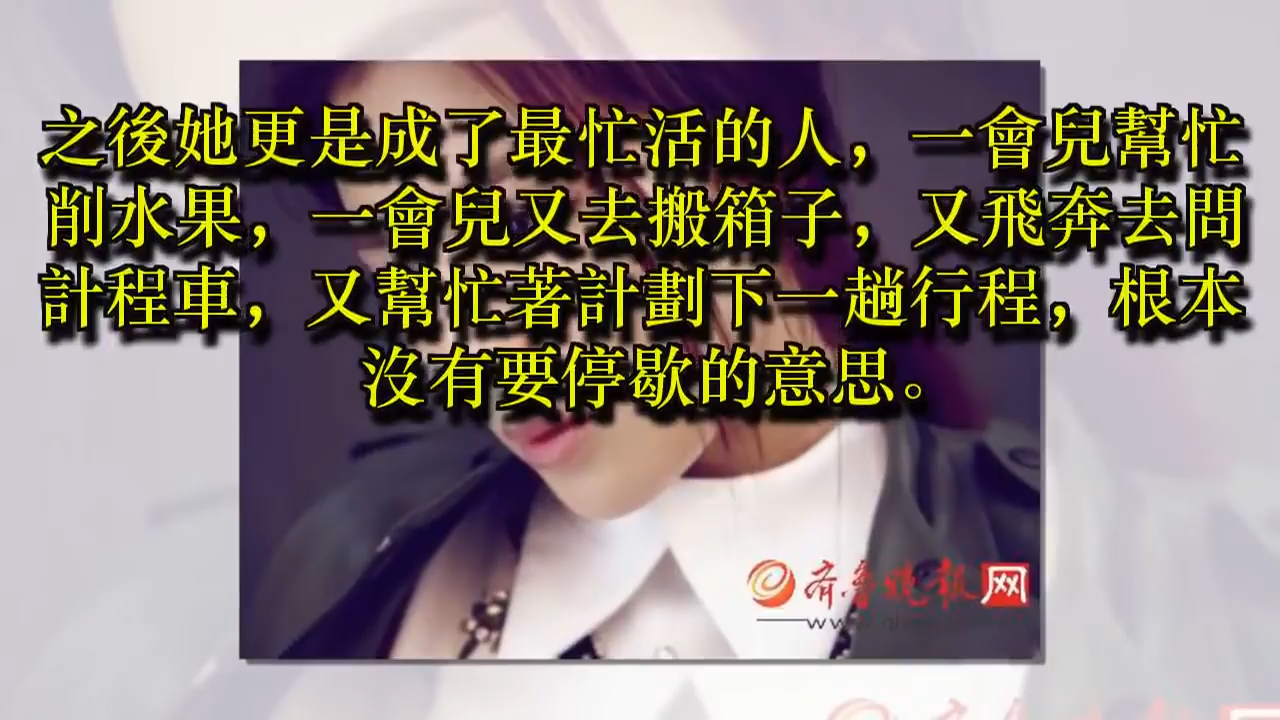 之後她更是成了最忙活的人，一會兒幫忙
削水果，一會兒又去搬箱子，又飛奔去問
計程車，又幫忙著計劃下一趟行程，根本
沒有要停歇的意思。
齐鲁晚报网